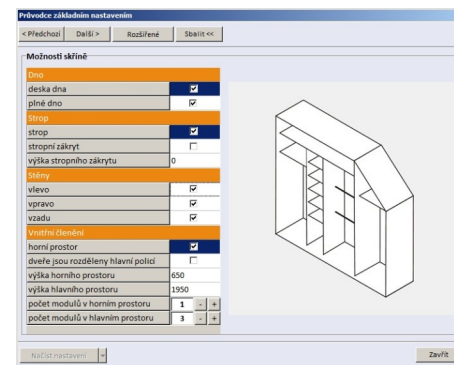 Průvodce základním nastavením
< Předchozí Další > Rozšířené Sbalit <<
Možnosti skříně
Dno
deska dna
plné dno
Strop
strop
stropní zákryt
výška stropního zákrytu 0
Stěny
vlevo
vpravo
vzadu
Vnitřní členění
horní prostor
dveře jsou rozděleny hlavní policí
výška horního prostoru 650
výška hlavního prostoru 1950
počet modulů v horním prostoru 1 - +
počet modulů v hlavním prostoru 3 - +
Načíst nastavení Zavřít